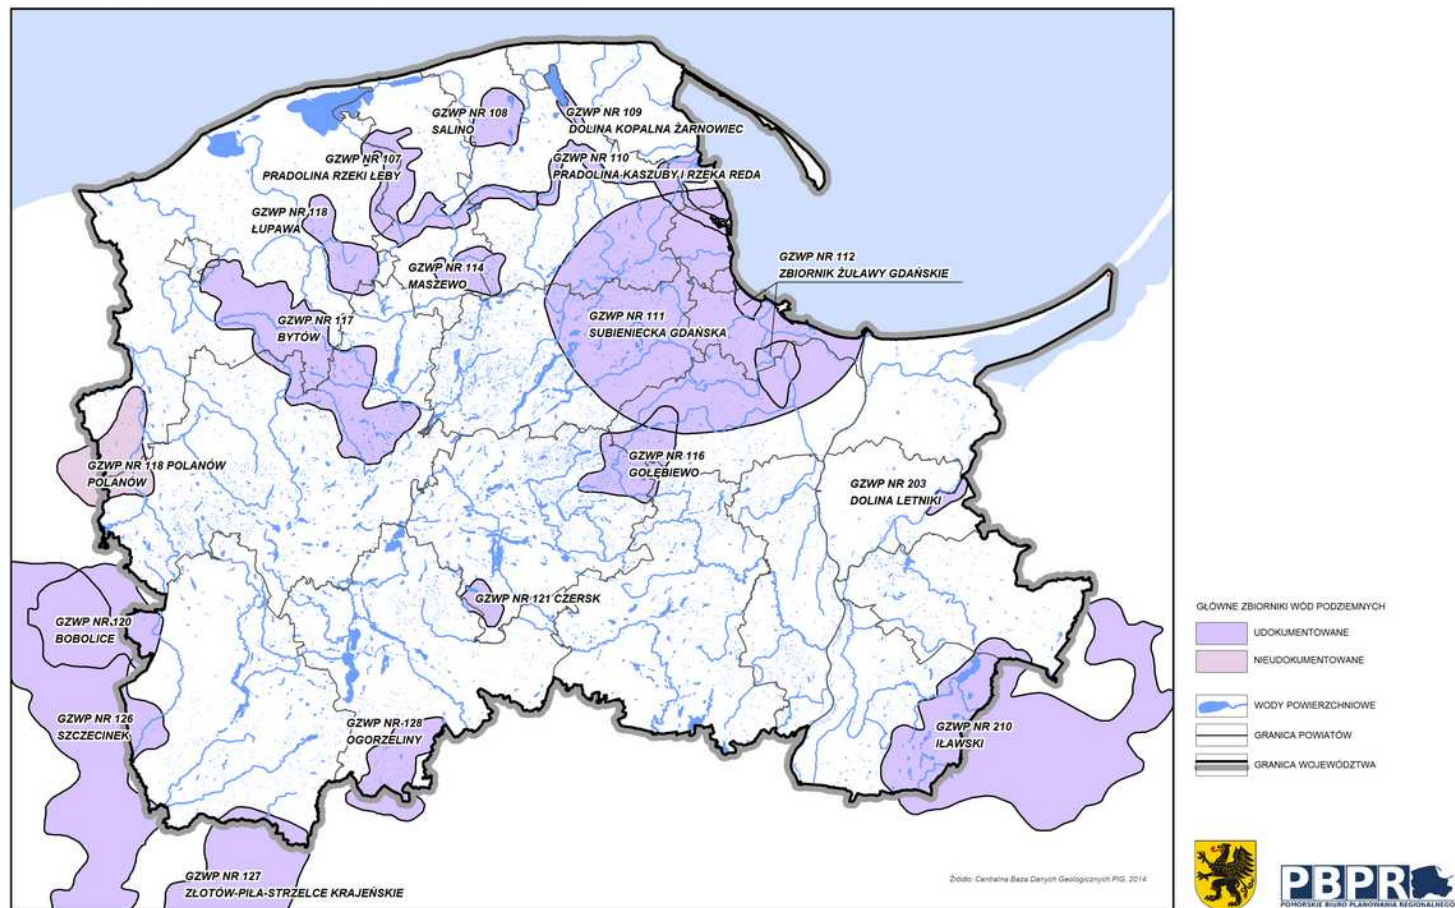 GZWP NR 108
SALINO
GZWP NR 109
DOLINA KOPALNA ŻARNOWIEC
GZWP NR 107
PRADOLINA RZEKI ŁEBY
GZWP NR 110
PRADOLINA KASZUBY I RZEKA REDA
GZWP NR 118
ŁUPAWA
GZWP NR 114
MASZEWO
GZWP NR 112
ZBIORNIK ŻUŁAWY GDAŃSKIE
GZWP NR 117
BYTÓW
GZWP NR 111
SUBIENIECKA GDAŃSKA
GZWP NR 118 POLANÓW
POLANÓW
GZWP NR 116
GOŁĘBIEWO
GZWP NR 203
DOLINA LETNIKI
GZWP NR 121 CZERSK
GZWP NR 120
BOBOLICE
GZWP NR 126
SZCZECINEK
GZWP NR 128
OGORZELINY
GZWP NR 210
IŁAWSKI
GZWP NR 127
ZŁOTÓW-PIŁA-STRZELCE KRAJEŃSKIE
Źródło: Centralna Baza Danych Geologicznych PIG, 2014
GŁÓWNE ZBIORNIKI WÓD PODZIEMNYCH
UDOKUMENTOWANE
NIEUDOKUMENTOWANE
WODY POWIERZCHNIOWE
GRANICA POWIATÓW
GRANICA WOJEWÓDZTWA
PBPR
POMORSKIE BIURO PLANOWANIA REGIONALNEGO